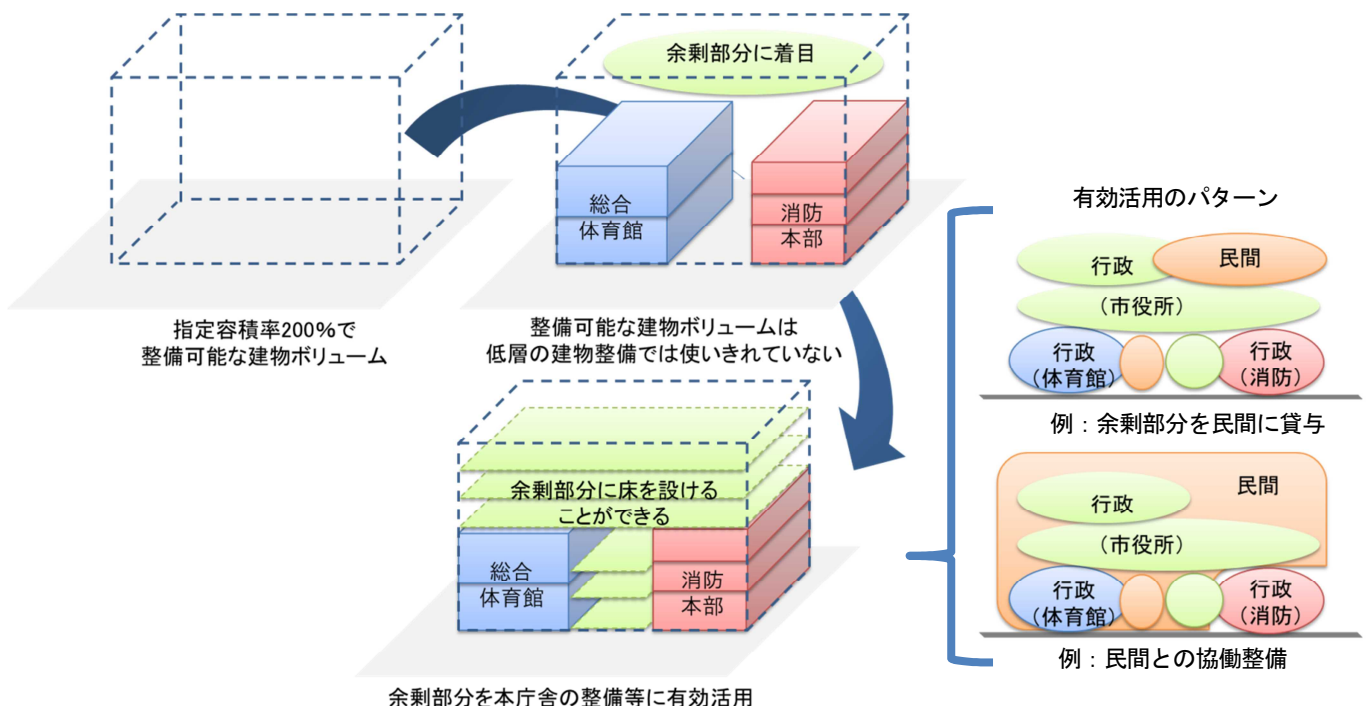 余剰部分に着目
総合
体育館
消防
本部
指定容積率200%で
整備可能な建物ボリューム
整備可能な建物ボリュームは
低層の建物整備では使いきれていない
余剰部分に床を設ける
ことができる
総合
体育館
消防
本部
余剰部分を本庁舎の整備等に有効活用
有効活用のパターン
行政
民間
（市役所）
行政
（体育館）
行政
（消防）
例：余剰部分を民間に貸与
行政
民間
（市役所）
行政
（体育館）
行政
（消防）
例：民間との協働整備